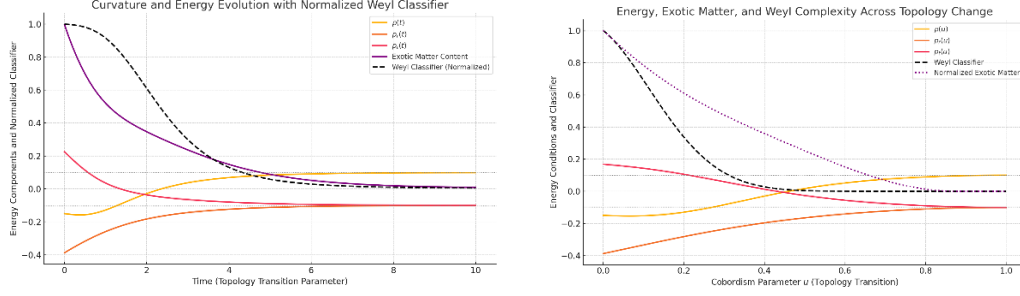 Curvature and Energy Evolution with Normalized Weyl Classifier
Energy Components and Normalized Classifier
1.0
0.8
0.6
0.4
0.2
0.0
−0.2
−0.4
ρ(t)
Exotic Matter Content
Weyl Classifier (Normalized)
0
2
4
6
8
10
Time (Topology Transition Parameter)
Energy, Exotic Matter, and Weyl Complexity Across Topology Change
Energy Conditions and Classifier
1.0
0.8
0.6
0.4
0.2
0.0
−0.2
−0.4
ρ(u)
Weyl Classifier
Normalized Exotic Matter
0.0
0.2
0.4
0.6
0.8
1.0
Cobordism Parameter u (Topology Transition)